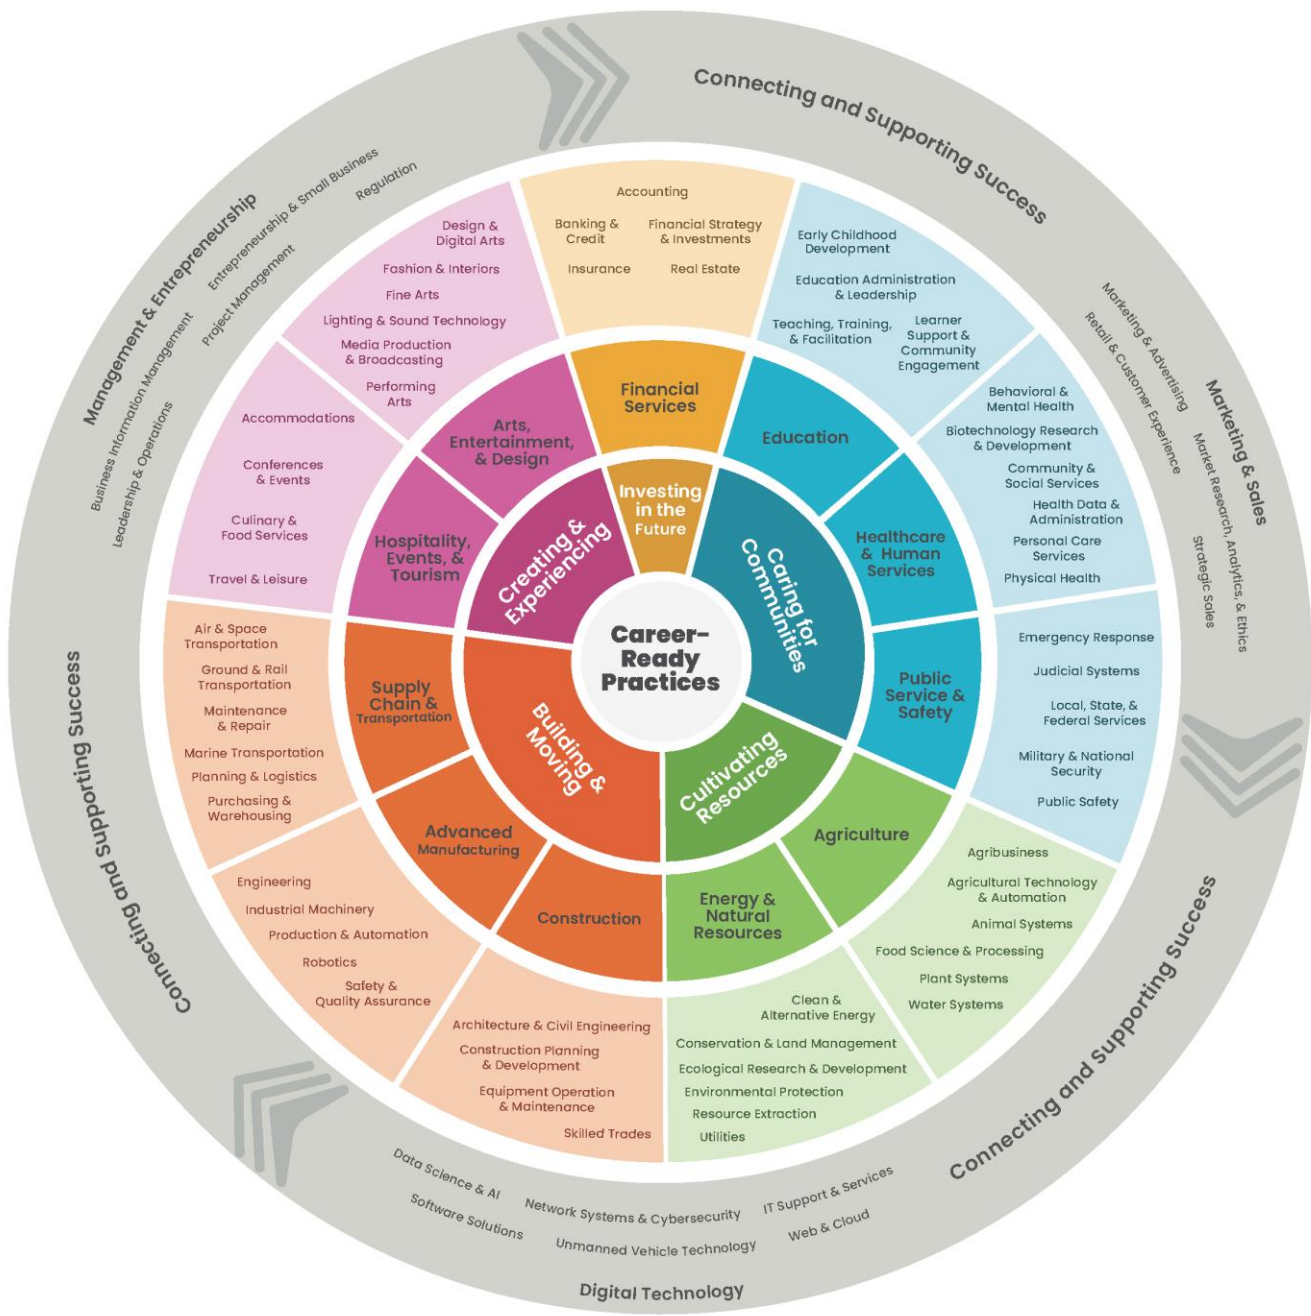 Connecting and Supporting Success
Marketing & Sales
Marketing & Advertising
Retail & Customer Experience
Market Research, Analytics, & Ethics
Strategic Sales
Connecting and Supporting Success
Digital Technology
Data Science & AI
Network Systems & Cybersecurity
IT Support & Services
Software Solutions
Unmanned Vehicle Technology
Web & Cloud
Connecting and Supporting Success
Management & Entrepreneurship
Business Information Management
Entrepreneurship & Small Business
Leadership & Operations
Project Management
Regulation
Career-
Ready
Practices
Investing
in the
Future
Financial
Services
Accounting
Banking &
Credit
Financial Strategy
& Investments
Insurance
Real Estate
Caring for
Communities
Education
Early Childhood
Development
Education Administration
& Leadership
Teaching, Training,
& Facilitation
Learner
Support &
Community
Engagement
Healthcare
& Human
Services
Behavioral &
Mental Health
Biotechnology Research
& Development
Community &
Social Services
Health Data &
Administration
Personal Care
Services
Physical Health
Public
Service &
Safety
Emergency Response
Judicial Systems
Local, State, &
Federal Services
Military & National
Security
Public Safety
Cultivating
Resources
Agriculture
Agribusiness
Agricultural Technology
& Automation
Animal Systems
Food Science & Processing
Plant Systems
Water Systems
Energy &
Natural
Resources
Clean &
Alternative Energy
Conservation & Land Management
Ecological Research & Development
Environmental Protection
Resource Extraction
Utilities
Building &
Moving
Construction
Architecture & Civil Engineering
Construction Planning
& Development
Equipment Operation
& Maintenance
Skilled Trades
Advanced
Manufacturing
Engineering
Industrial Machinery
Production & Automation
Robotics
Safety &
Quality Assurance
Supply
Chain &
Transportation
Air & Space
Transportation
Ground & Rail
Transportation
Maintenance
& Repair
Marine Transportation
Planning & Logistics
Purchasing &
Warehousing
Creating &
Experiencing
Hospitality,
Events, &
Tourism
Accommodations
Conferences
& Events
Culinary &
Food Services
Travel & Leisure
Arts,
Entertainment,
& Design
Design &
Digital Arts
Fashion & Interiors
Fine Arts
Lighting & Sound Technology
Media Production
& Broadcasting
Performing
Arts